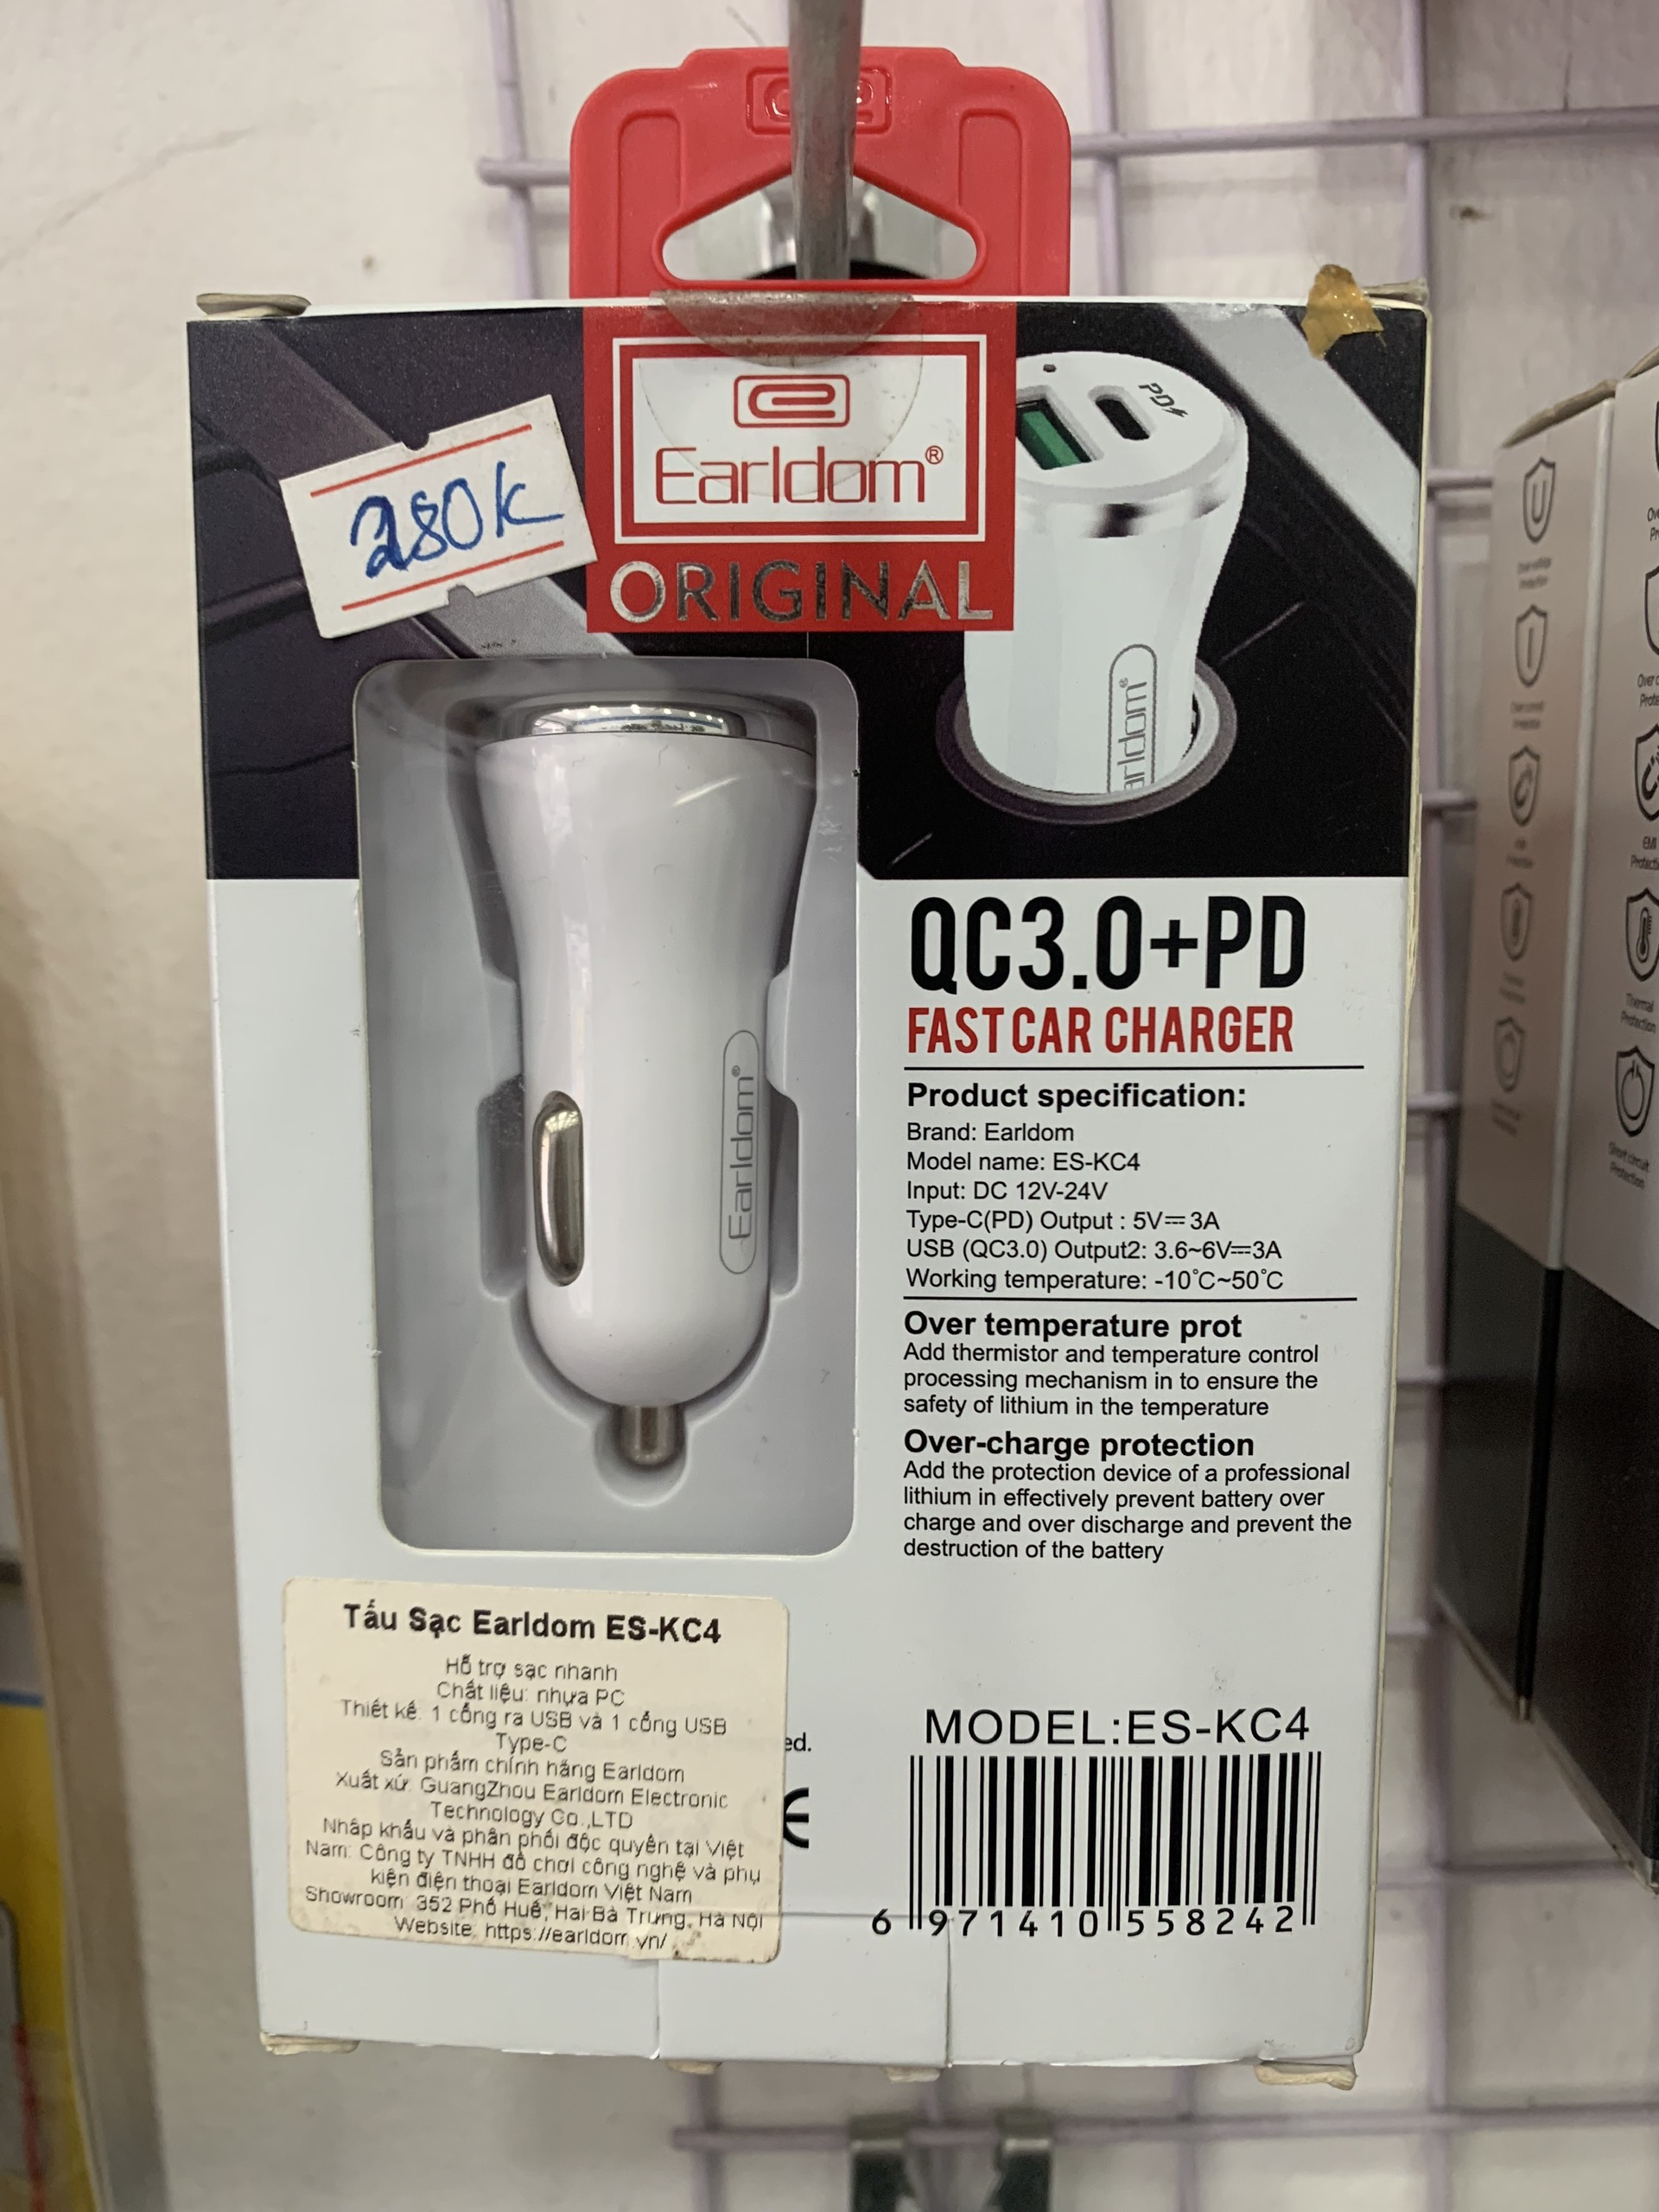 280k
Earldom®
ORIGINAL
PD
Earldom®
QC3.0+PD
FAST CAR CHARGER
Product specification:
Brand: Earldom
Model name: ES-KC4
Input: DC 12V-24V
Type-C(PD) Output : 5V⎓3A
USB (QC3.0) Output2: 3.6~6V⎓3A
Working temperature: -10°C~50°C
Over temperature prot
Add thermistor and temperature control
processing mechanism in to ensure the
safety of lithium in the temperature
Over-charge protection
Add the protection device of a professional
lithium in effectively prevent battery over
charge and over discharge and prevent the
destruction of the battery
Tẩu Sạc Earldom ES-KC4
Hỗ trợ sạc nhanh
Chất liệu: nhựa PC
Thiết kế: 1 cổng ra USB và 1 cổng USB
Type-C
Sản phẩm chính hãng Earldom
Xuất xứ: GuangZhou Earldom Electronic
Technology Co.,LTD
Nhập khẩu và phân phối độc quyền tại Việt
Nam: Công ty TNHH đồ chơi công nghệ và phụ
kiện điện thoại Earldom Việt Nam
Showroom: 352 Phố Huế, Hai Bà Trưng, Hà Nội
Website: https://earldom.vn/
ed.
CE
MODEL:ES-KC4
6 971410 558242
Thermal
Protection
Short circuit
Protection